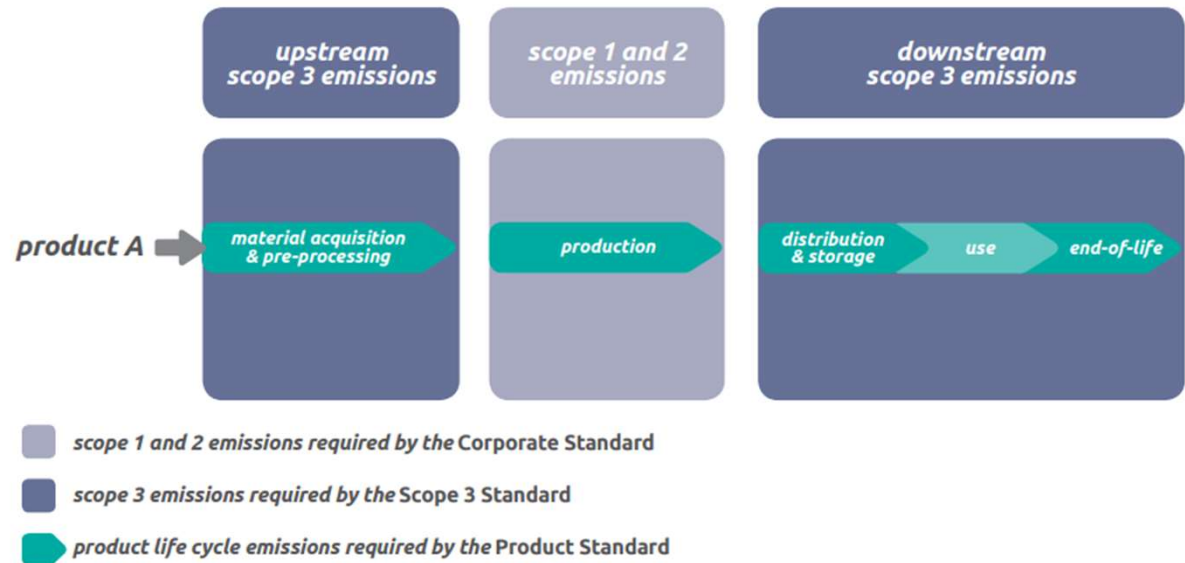 upstream
scope 3 emissions
scope 1 and 2
emissions
downstream
scope 3 emissions
product A
material acquisition
& pre-processing
production
distribution
& storage
use
end-of-life
scope 1 and 2 emissions required by the Corporate Standard
scope 3 emissions required by the Scope 3 Standard
product life cycle emissions required by the Product Standard